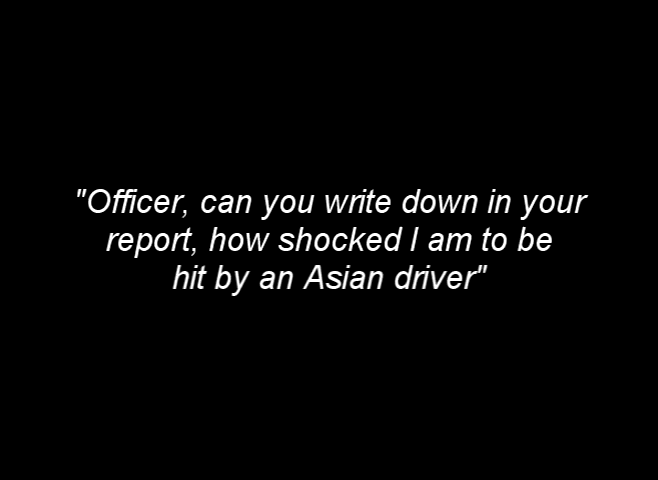 "Officer, can you write down in your
report, how shocked I am to be
hit by an Asian driver"